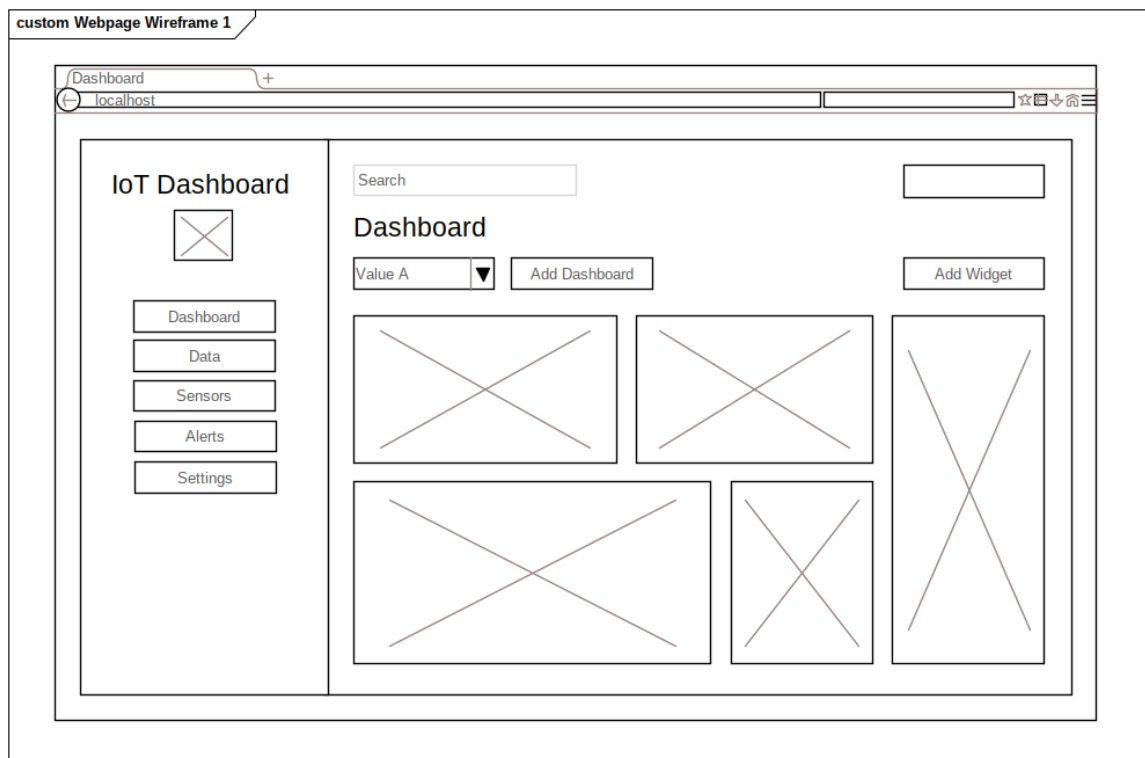 custom Webpage Wireframe 1
Dashboard
localhost
IoT Dashboard
Dashboard
Data
Sensors
Alerts
Settings
Search
Dashboard
Value A
Add Dashboard
Add Widget